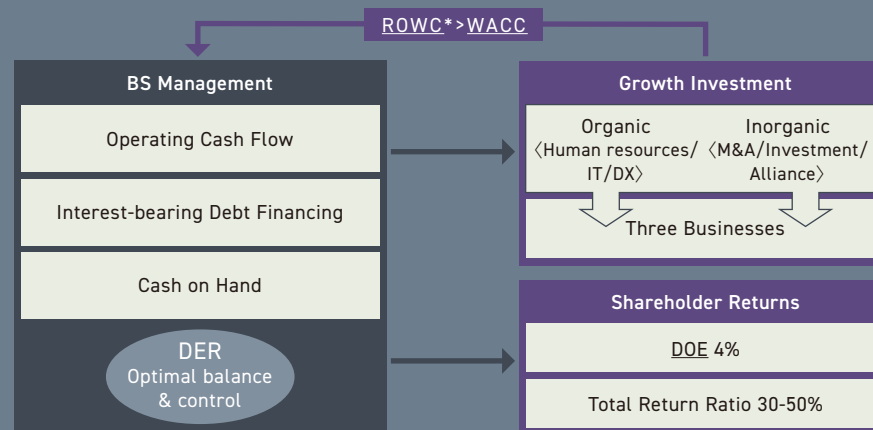 ROWC*>WACC
BS Management
Operating Cash Flow
Interest-bearing Debt Financing
Cash on Hand
DER
Optimal balance
& control
Growth Investment
Organic
〈Human resources/
IT/DX〉
Inorganic
〈M&A/Investment/
Alliance〉
Three Businesses
Shareholder Returns
DOE 4%
Total Return Ratio 30-50%